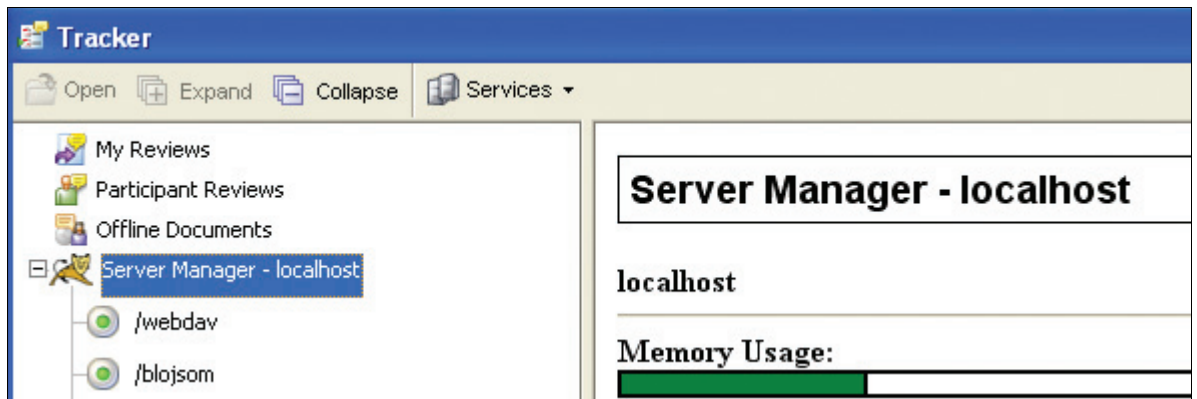 Tracker
Open Expand Collapse Services
My Reviews
Participant Reviews
Offline Documents
Server Manager - localhost
/webdav
/blojsom
Server Manager - localhost
localhost
Memory Usage: